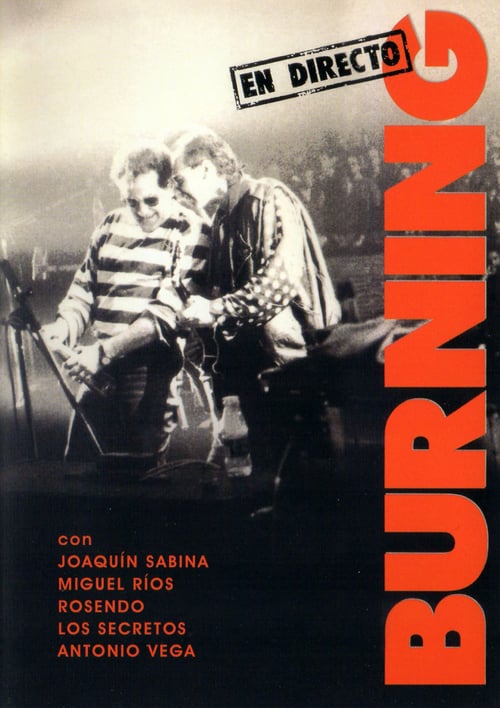 EN DIRECTO
BURNING
con
JOAQUÍN SABINA
MIGUEL RÍOS
ROSENDO
LOS SECRETOS
ANTONIO VEGA